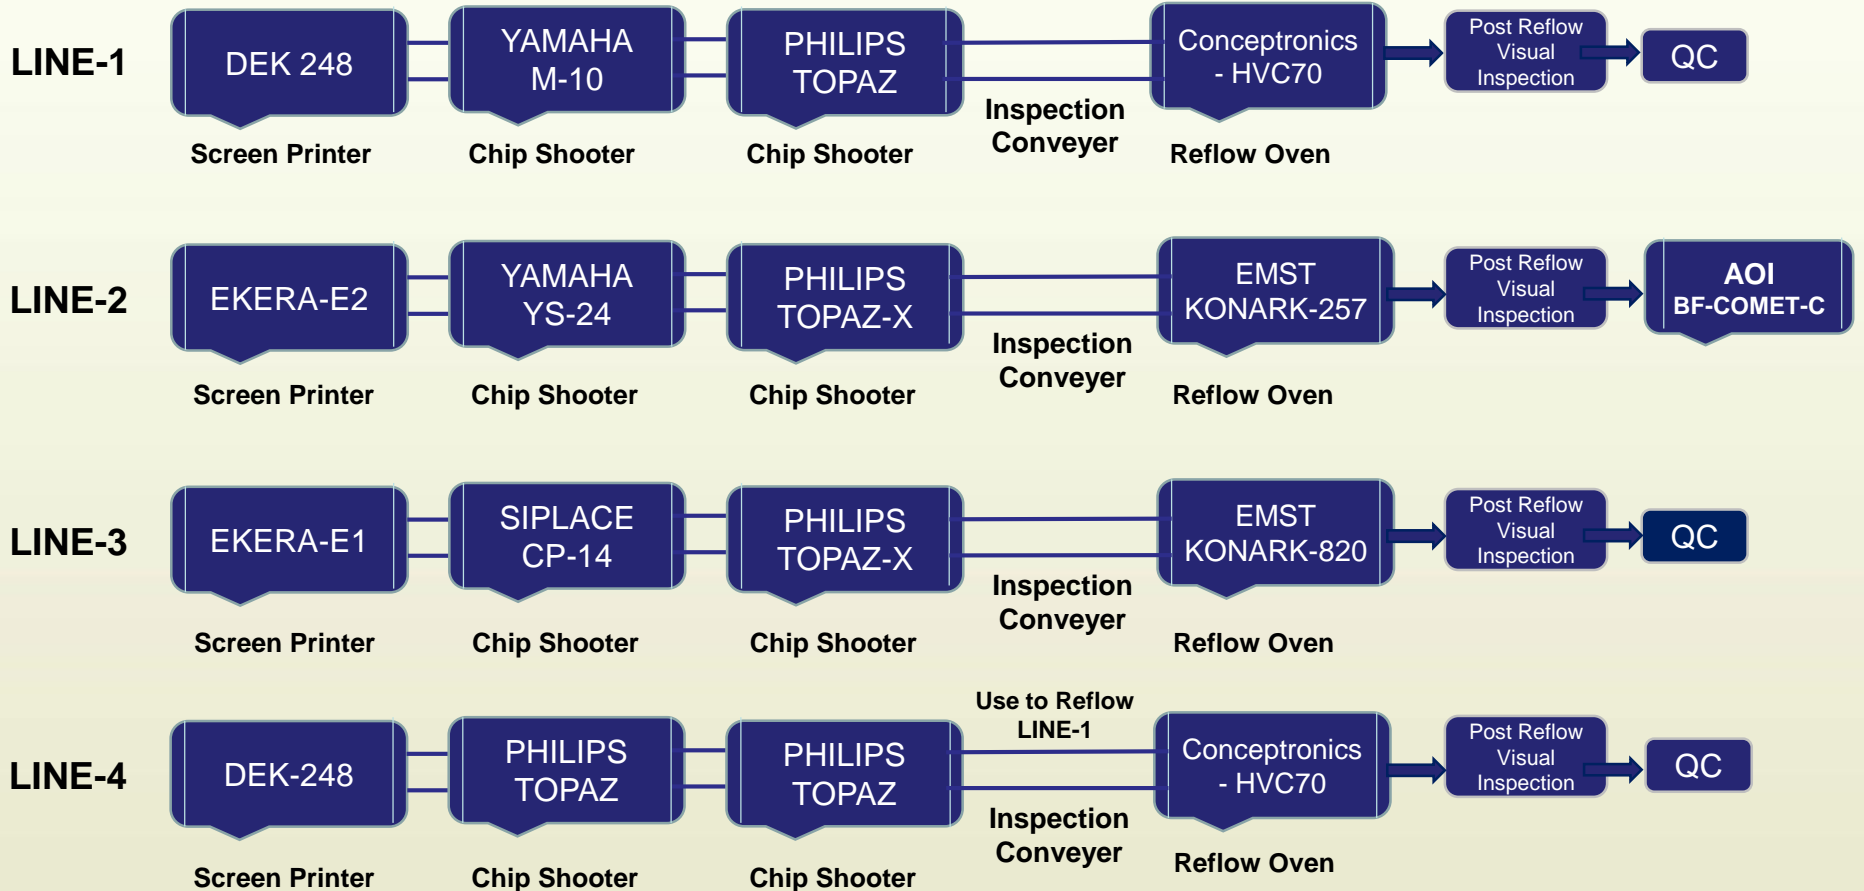 LINE-1
DEK 248
Screen Printer
YAMAHA
M-10
Chip Shooter
PHILIPS
TOPAZ
Chip Shooter
Inspection
Conveyer
Conceptronics
- HVC70
Reflow Oven
Post Reflow
Visual
Inspection
QC
LINE-2
EKERA-E2
Screen Printer
YAMAHA
YS-24
Chip Shooter
PHILIPS
TOPAZ-X
Chip Shooter
Inspection
Conveyer
EMST
KONARK-257
Reflow Oven
Post Reflow
Visual
Inspection
AOI
BF-COMET-C
LINE-3
EKERA-E1
Screen Printer
SIPLACE
CP-14
Chip Shooter
PHILIPS
TOPAZ-X
Chip Shooter
Inspection
Conveyer
EMST
KONARK-820
Reflow Oven
Post Reflow
Visual
Inspection
QC
LINE-4
DEK-248
Screen Printer
PHILIPS
TOPAZ
Chip Shooter
PHILIPS
TOPAZ
Chip Shooter
Use to Reflow
LINE-1
Inspection
Conveyer
Conceptronics
- HVC70
Reflow Oven
Post Reflow
Visual
Inspection
QC